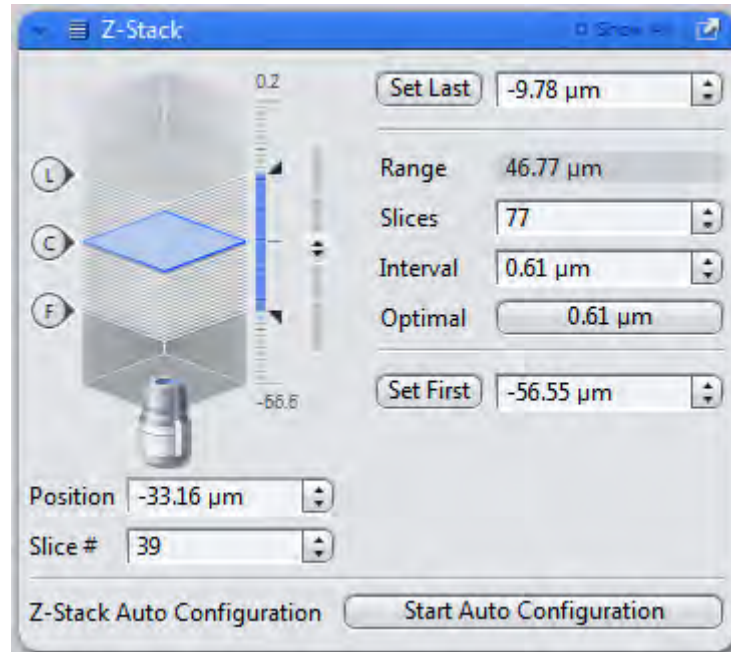 Z-Stack Show All
0.2
Set Last -9.78 µm
L
Range 46.77 µm
Slices 77
C
Interval 0.61 µm
F
Optimal 0.61 µm
-66.6
Set First -56.55 µm
Position -33.16 µm
Slice # 39
Z-Stack Auto Configuration Start Auto Configuration